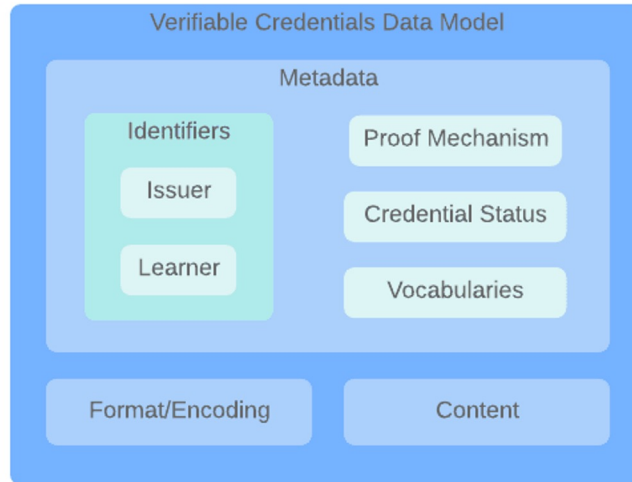 Verifiable Credentials Data Model
Metadata
Identifiers
Issuer
Learner
Proof Mechanism
Credential Status
Vocabularies
Format/Encoding
Content